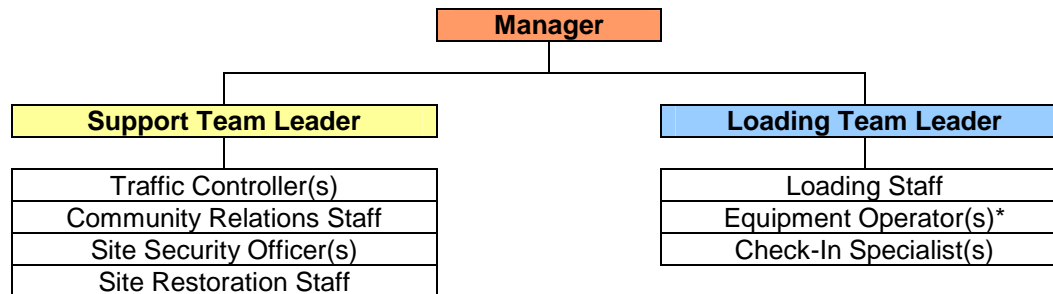 Manager
Support Team Leader
Traffic Controller(s)
Community Relations Staff
Site Security Officer(s)
Site Restoration Staff
Loading Team Leader
Loading Staff
Equipment Operator(s)*
Check-In Specialist(s)